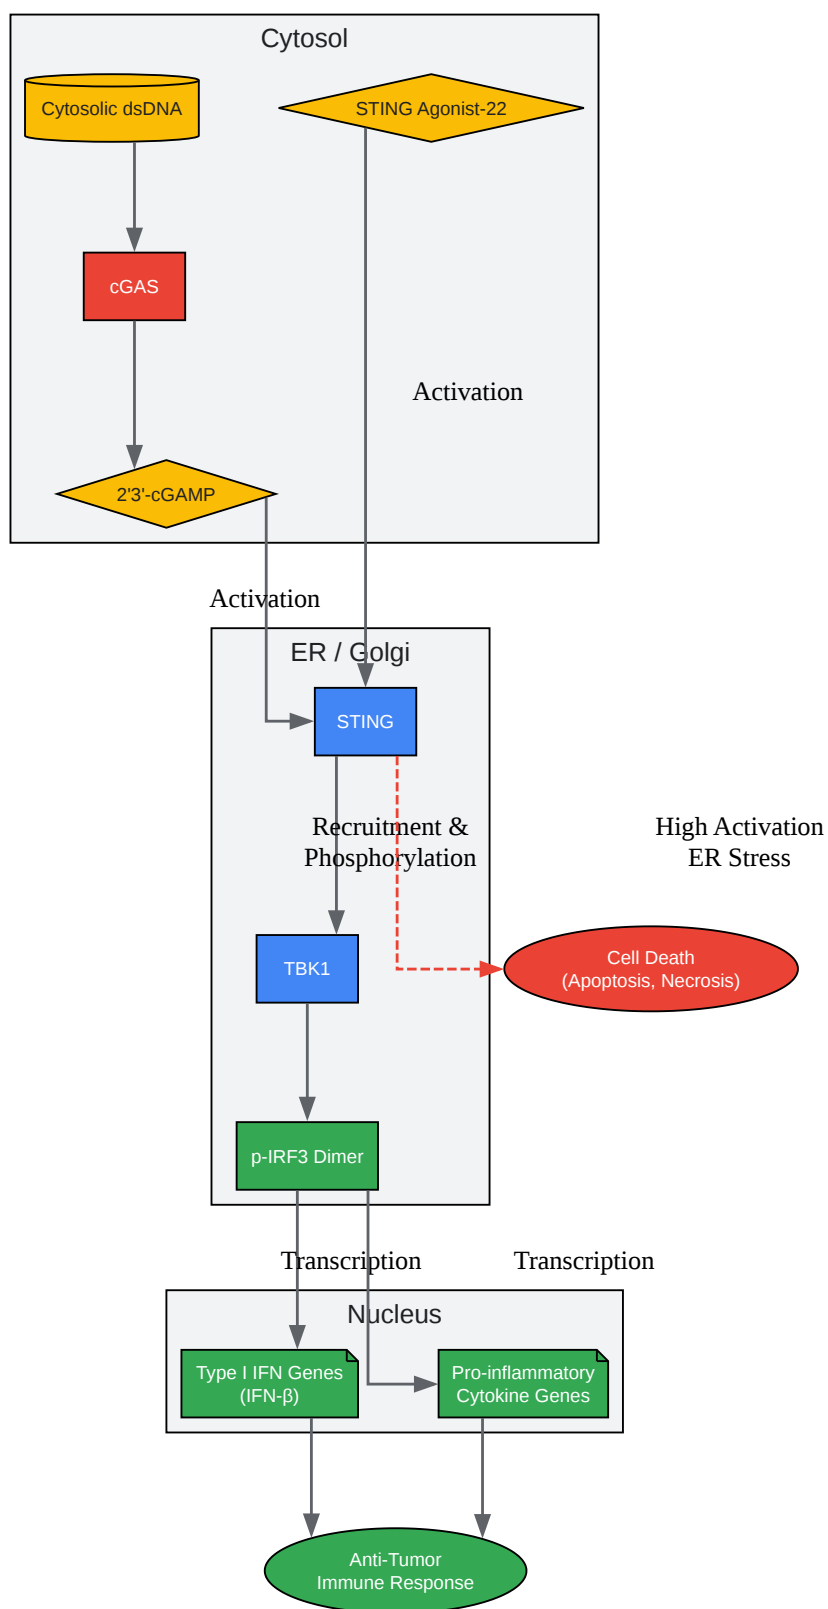 Cytosol
Cytosolic dsDNA
STING Agonist-22
cGAS
Activation
2'3'-cGAMP
Activation
ER / Golgi
STING
Recruitment &
Phosphorylation
High Activation
ER Stress
TBK1
Cell Death
(Apoptosis, Necrosis)
p-IRF3 Dimer
Transcription
Transcription
Nucleus
Type I IFN Genes
(IFN-β)
Pro-inflammatory
Cytokine Genes
Anti-Tumor
Immune Response